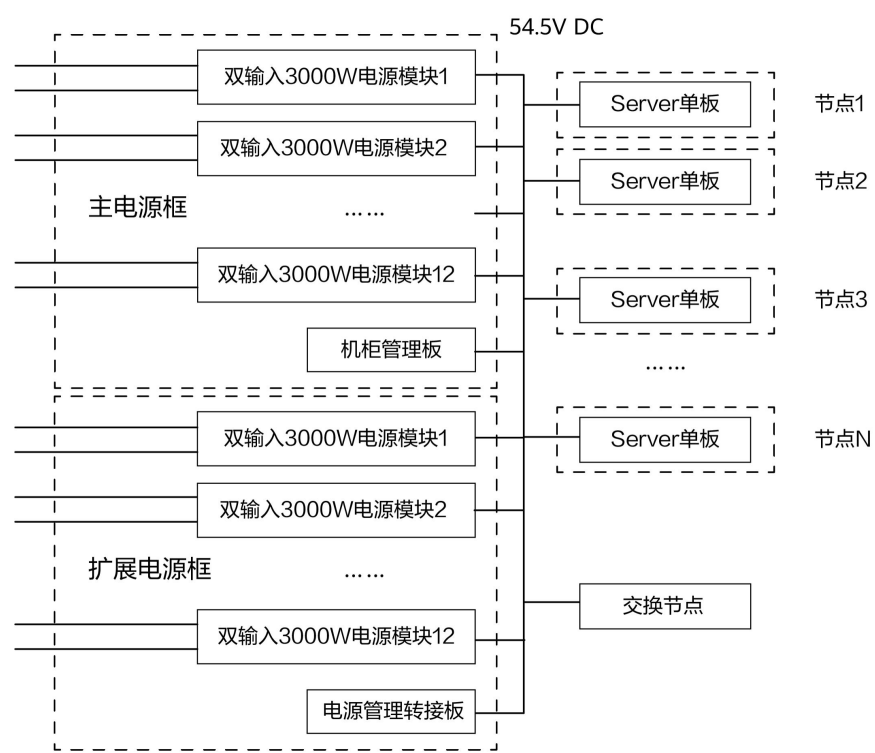 54.5V DC
双输入3000W电源模块1
双输入3000W电源模块2
主电源框
……
双输入3000W电源模块12
机柜管理板
Server单板
节点1
Server单板
节点2
Server单板
节点3
……
双输入3000W电源模块1
Server单板
节点N
双输入3000W电源模块2
扩展电源框
……
交换节点
双输入3000W电源模块12
电源管理转接板